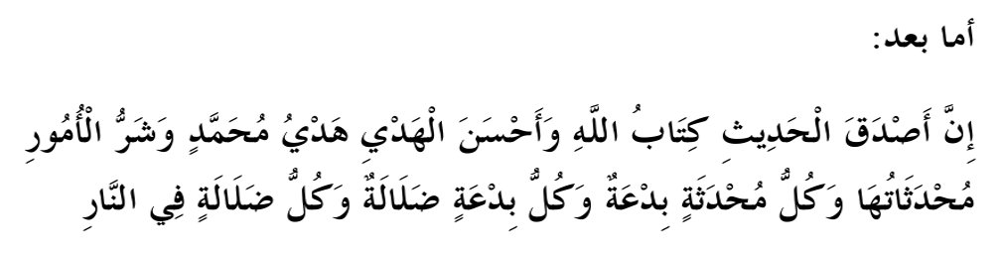 أما بعد:
إِنَّ أَصْدَقَ الْحَدِيثِ كِتَابُ اللَّهِ وَأَحْسَنَ الْهَدْيِ هَدْيُ مُحَمَّدٍ وَشَرُّ الْأُمُورِ
مُحْدَثَاتُهَا وَكُلُّ مُحْدَثَةٍ بِدْعَةٌ وَكُلُّ بِدْعَةٍ ضَلَالَةٌ وَكُلُّ ضَلَالَةٍ فِي النَّارِ